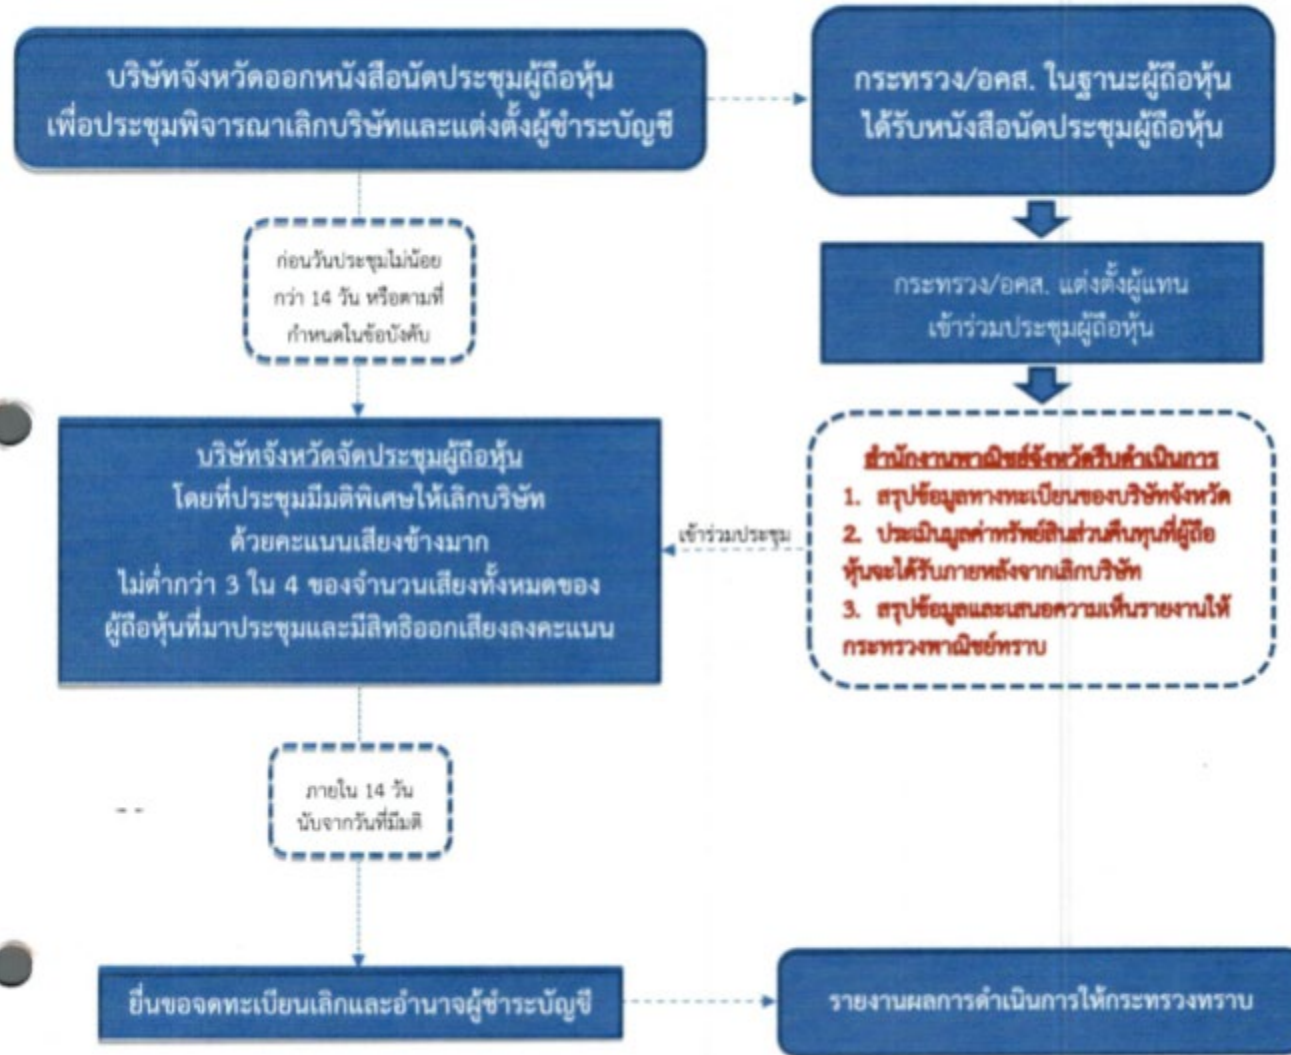 บริษัทจังหวัดออกหนังสือนัดประชุมผู้ถือหุ้น
เพื่อประชุมพิจารณาเลิกบริษัทและแต่งตั้งผู้ชำระบัญชี
กระทรวง/อคส. ในฐานะผู้ถือหุ้น
ได้รับหนังสือนัดประชุมผู้ถือหุ้น
ก่อนวันประชุมไม่น้อย
กว่า 14 วัน หรือตามที่
กำหนดในข้อบังคับ
กระทรวง/อคส. แต่งตั้งผู้แทน
เข้าร่วมประชุมผู้ถือหุ้น
บริษัทจังหวัดจัดประชุมผู้ถือหุ้น
โดยที่ประชุมมีมติพิเศษให้เลิกบริษัท
ด้วยคะแนนเสียงข้างมาก
ไม่ต่ำกว่า 3 ใน 4 ของจำนวนเสียงทั้งหมดของ
ผู้ถือหุ้นที่มาประชุมและมีสิทธิออกเสียงลงคะแนน
เข้าร่วมประชุม
สำนักงานพาณิชย์จังหวัดรีบดำเนินการ
1. สรุปข้อมูลทางทะเบียนของบริษัทจังหวัด
2. ประเมินมูลค่าทรัพย์สินส่วนคืนทุนที่ผู้ถือ
หุ้นจะได้รับภายหลังจากเลิกบริษัท
3. สรุปข้อมูลและเสนอความเห็นรายงานให้
กระทรวงพาณิชย์ทราบ
ภายใน 14 วัน
นับจากวันที่มีมติ
ยื่นขอจดทะเบียนเลิกและอำนาจผู้ชำระบัญชี
รายงานผลการดำเนินการให้กระทรวงทราบ